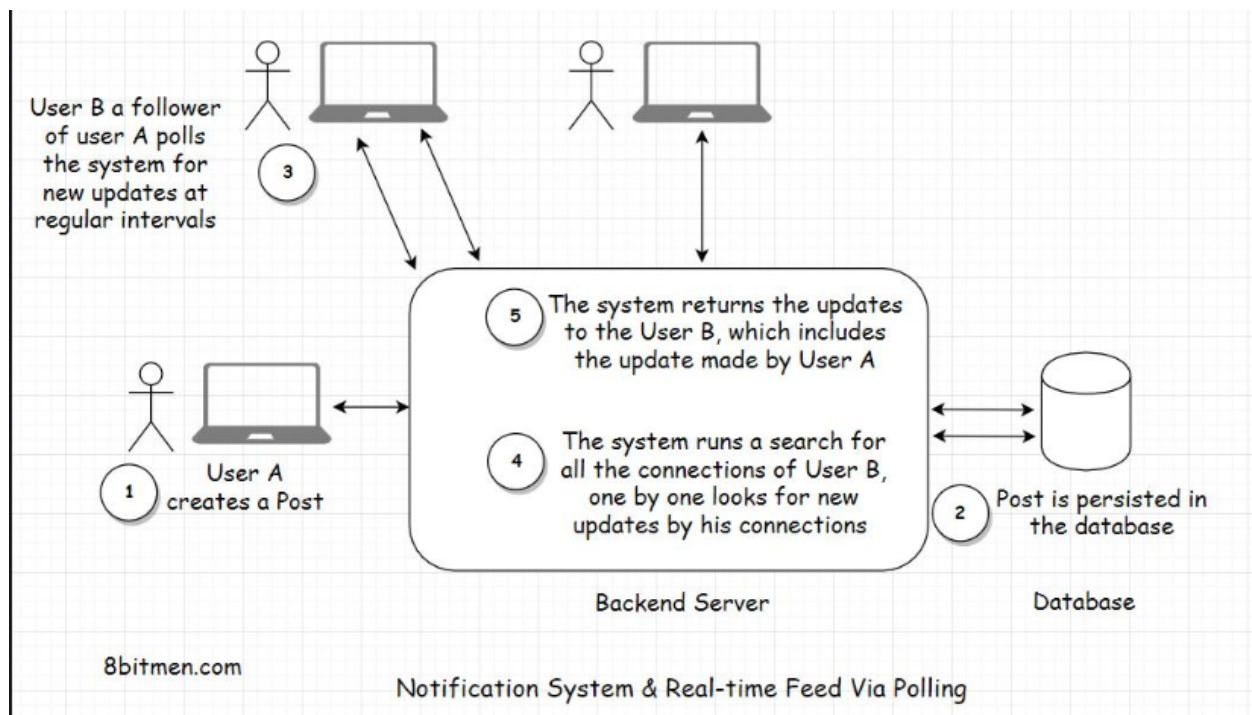 User B a follower
of user A polls
the system for
new updates at
regular intervals
3
5
The system returns the updates
to the User B, which includes
the update made by User A
4
The system runs a search for
all the connections of User B,
one by one looks for new
updates by his connections
1
User A
creates a Post
2
Post is persisted in
the database
Backend Server
Database
8bitmen.com
Notification System & Real-time Feed Via Polling